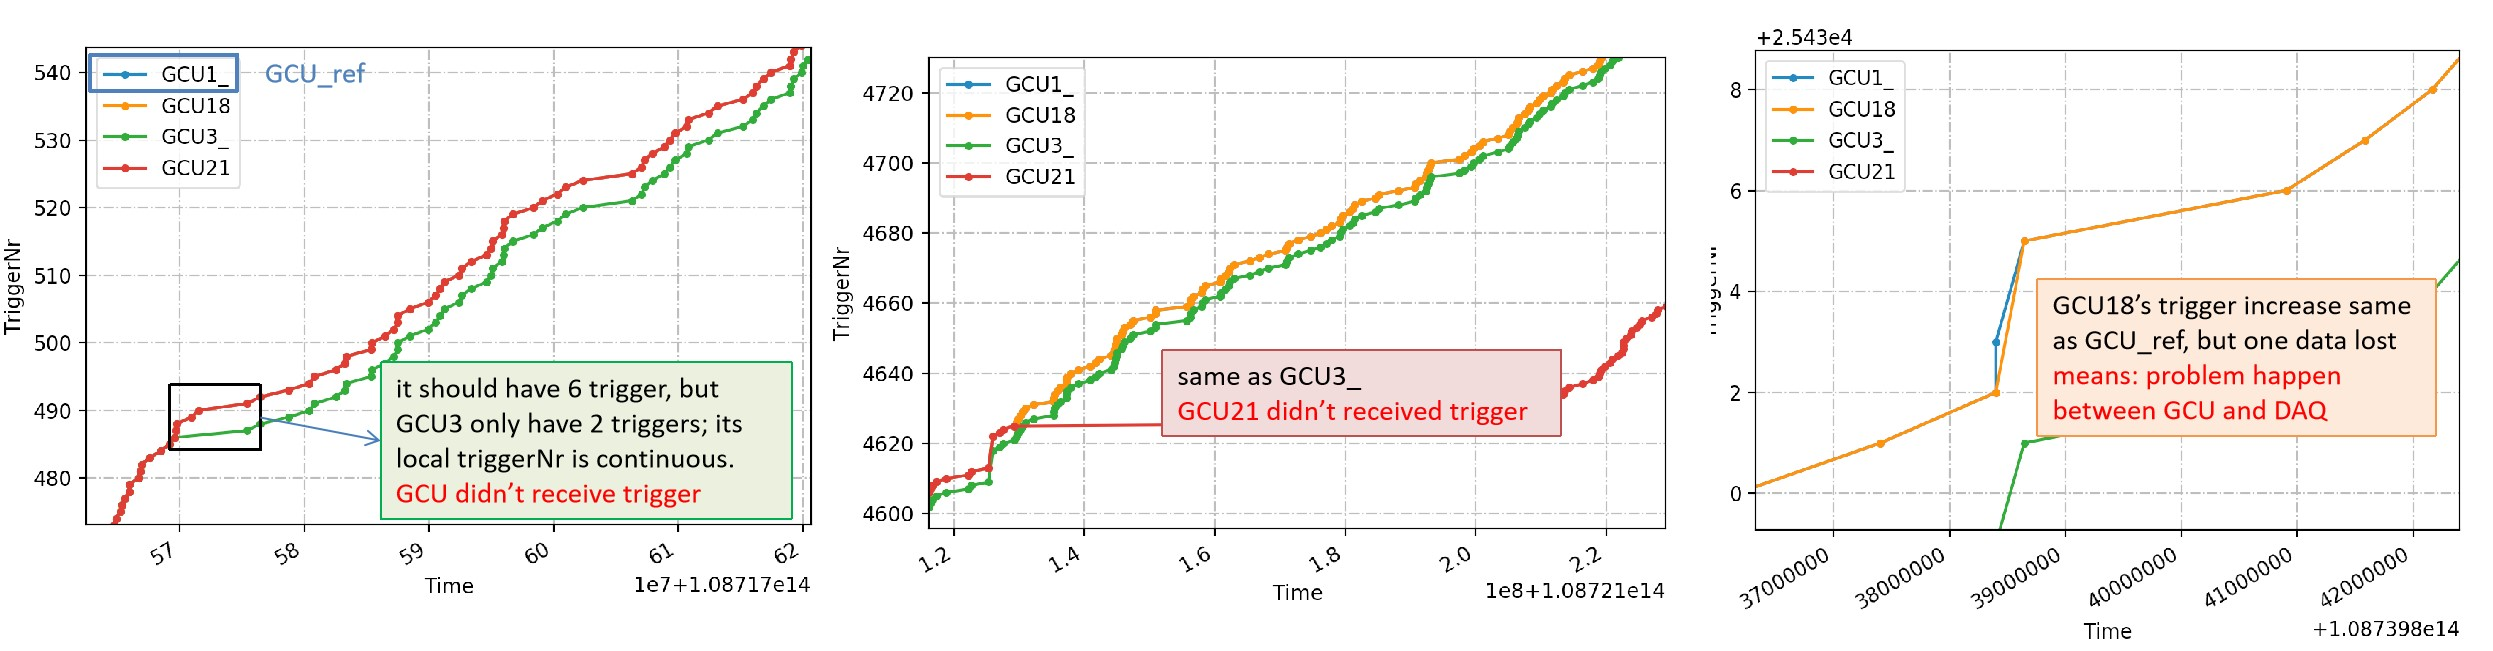 GCU1_
GCU18
GCU3_
GCU21
GCU_ref
540
530
520
510
500
490
480
TriggerNr
57
58
59
60
61
62
Time
1e7+1.08717e14
it should have 6 trigger, but
GCU3 only have 2 triggers; its
local triggerNr is continuous.
GCU didn't receive trigger
GCU1_
GCU18
GCU3_
GCU21
4720
4700
4680
4660
4640
4620
4600
TriggerNr
1.2
1.4
1.6
1.8
2.0
2.2
Time
1e8+1.08721e14
same as GCU3_
GCU21 didn't received trigger
+2.543e4
GCU1_
GCU18
GCU3_
GCU21
8
6
4
2
0
37000000
38000000
39000000
40000000
41000000
42000000
Time
+1.087398e14
GCU18’s trigger increase same
as GCU_ref, but one data lost
means: problem happen
between GCU and DAQ